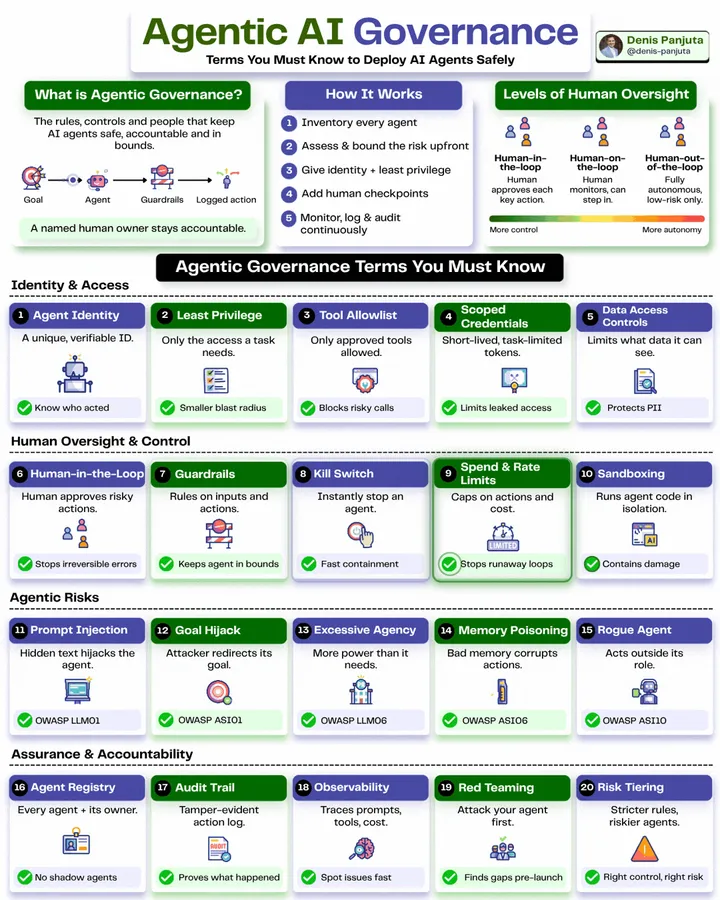 Agentic AI Governance
Terms You Must Know to Deploy AI Agents Safely
Denis Panjuta
@denis-panjuta
What is Agentic Governance?
The rules, controls and people that keep
AI agents safe, accountable and in
bounds.
Goal
Agent
Guardrails
Logged action
A named human owner stays accountable.
How It Works
1 Inventory every agent
2 Assess & bound the risk upfront
3 Give identity + least privilege
4 Add human checkpoints
5 Monitor, log & audit
continuously
Levels of Human Oversight
Human-in-
the-loop
Human
approves each
key action.
Human-on-
the-loop
Human
monitors, can
step in.
Human-out-
of-the-loop
Fully
autonomous,
low-risk only.
More control
More autonomy
Agentic Governance Terms You Must Know
Identity & Access
1 Agent Identity
A unique, verifiable ID.
Know who acted
2 Least Privilege
Only the access a task
needs.
Smaller blast radius
3 Tool Allowlist
Only approved tools
allowed.
Blocks risky calls
4 Scoped
Credentials
Short-lived, task-limited
tokens.
Limits leaked access
5 Data Access
Controls
Limits what data it can
see.
Protects PII
Human Oversight & Control
6 Human-in-the-Loop
Human approves risky
actions.
Stops irreversible errors
7 Guardrails
Rules on inputs and
actions.
Keeps agent in bounds
8 Kill Switch
Instantly stop an
agent.
Fast containment
9 Spend & Rate
Limits
Caps on actions and
cost.
LIMITED
Stops runaway loops
10 Sandboxing
Runs agent code in
isolation.
AI
Contains damage
Agentic Risks
11 Prompt Injection
Hidden text hijacks the
agent.
OWASP LLM01
12 Goal Hijack
Attacker redirects its
goal.
OWASP ASI01
13 Excessive Agency
More power than it
needs.
OWASP LLM06
14 Memory Poisoning
Bad memory corrupts
actions.
OWASP ASI06
15 Rogue Agent
Acts outside its
role.
OWASP ASI10
Assurance & Accountability
16 Agent Registry
Every agent + its owner.
No shadow agents
17 Audit Trail
Tamper-evident
action log.
AUDIT
Proves what happened
18 Observability
Traces prompts,
tools, cost.
Spot issues fast
19 Red Teaming
Attack your agent
first.
Finds gaps pre-launch
20 Risk Tiering
Stricter rules,
riskier agents.
Right control, right risk